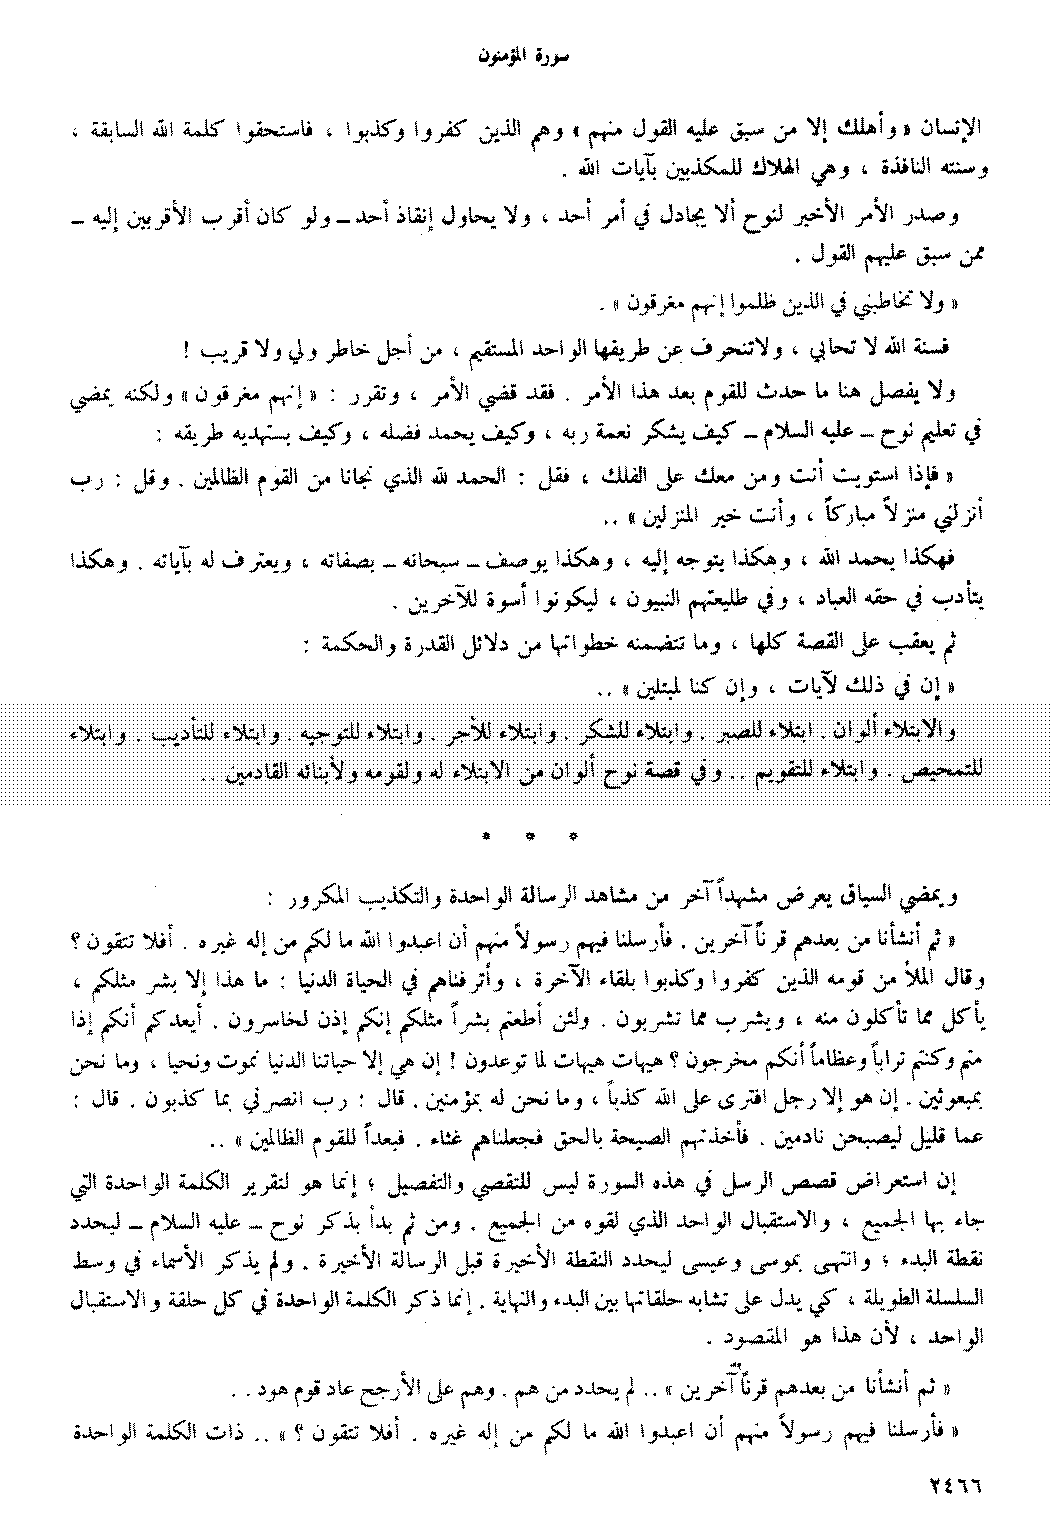 سورة المؤمنون
الإنسان « وأهلك إلا من سبق عليه القول منهم » وهم الذين كفروا وكذبوا ، فاستحقوا كلمة الله السابقة ،
وسنته النافذة ، وهي الهلاك للمكذبين بآيات الله .
وصدر الأمر الأخير لنوح ألا يجادل في أمر أحد ، ولا يحاول إنقاذ أحد – ولو كان أقرب الأقربين إليه –
ممن سبق عليهم القول .
« ولا تخاطبني في الذين ظلموا إنهم مغرقون » .
فسنة الله لا تحابي ، ولا تنحرف عن طريقها الواحد المستقيم ، من أجل خاطر ولي ولا قريب !
ولا يفصل هنا ما حدث للقوم بعد هذا الأمر . فقد قضي الأمر ، وتقرر : « إنهم مغرقون » ولكنه يمضي
في تعليم نوح – عليه السلام – كيف يشكر نعمة ربه ، وكيف يحمد فضله ، وكيف يستهديه طريقه :
« فإذا استويت أنت ومن معك على الفلك ، فقل : الحمد لله الذي نجانا من القوم الظالمين . وقل : رب
أنزلني منزلاً مباركاً ، وأنت خير المنزلين » ..
فهكذا يحمد الله ، وهكذا يتوجه إليه ، وهكذا يوصف – سبحانه – بصفاته ، ويعترف له بآياته . وهكذا
يتأدب في حقه العباد ، وفي طليعتهم النبيون ، ليكونوا أسوة للآخرين .
ثم يعقب على القصة كلها ، وما تتضمنه خطواتها من دلائل القدرة والحكمة :
« إن في ذلك لآيات ، وإن كنا لمبتلين » ..
والابتلاء ألوان . ابتلاء للصبر . وابتلاء للشكر . وابتلاء للأجر . وابتلاء للتوجيه . وابتلاء للتأديب . وابتلاء
للتمحيص . وابتلاء للتقويم .. وفي قصة نوح ألوان من الابتلاء له ولقومه ولأبنائه القادمين ..
* * *
ويمضي السياق يعرض مشهداً آخر من مشاهد الرسالة الواحدة والتكذيب المكرور :
« ثم أنشأنا من بعدهم قرناً آخرين . فأرسلنا فيهم رسولاً منهم أن اعبدوا الله ما لكم من إله غيره . أفلا تتقون ؟
وقال الملأ من قومه الذين كفروا وكذبوا بلقاء الآخرة ، وأترفناهم في الحياة الدنيا : ما هذا إلا بشر مثلكم ،
يأكل مما تأكلون منه ، ويشرب مما تشربون . ولئن أطعتم بشراً مثلكم إنكم إذن لخاسرون . أيعدكم أنكم إذا
متم وكنتم تراباً وعظاماً أنكم مخرجون ؟ هيهات هيهات لما توعدون ! إن هي إلا حياتنا الدنيا نموت ونحيا ، وما نحن
بمبعوثين . إن هو إلا رجل افترى على الله كذباً ، وما نحن له بمؤمنين . قال : رب انصرني بما كذبون . قال :
عما قليل ليصبحن نادمين . فأخذتهم الصيحة بالحق فجعلناهم غثاء . فبعداً للقوم الظالمين » ..
إن استعراض قصص الرسل في هذه السورة ليس للتقصي والتفصيل ؛ إنما هو لتقرير الكلمة الواحدة التي
جاء بها الجميع ، والاستقبال الواحد الذي لقوه من الجميع . ومن ثم بدأ بذكر نوح – عليه السلام – ليحدد
نقطة البدء ؛ وانتهى بموسى وعيسى ليحدد النقطة الأخيرة قبل الرسالة الأخيرة . ولم يذكر الأسماء في وسط
السلسلة الطويلة ، كي يدل على تشابه حلقاتها بين البدء والنهاية . إنما ذكر الكلمة الواحدة في كل حلقة والاستقبال
الواحد ، لأن هذا هو المقصود .
« ثم أنشأنا من بعدهم قرناً آخرين » .. لم يحدد من هم . وهم على الأرجح عاد قوم هود . .
« فأرسلنا فيهم رسولاً منهم أن اعبدوا الله ما لكم من إله غيره . أفلا تتقون ؟ » .. ذات الكلمة الواحدة
٢٤٦٦